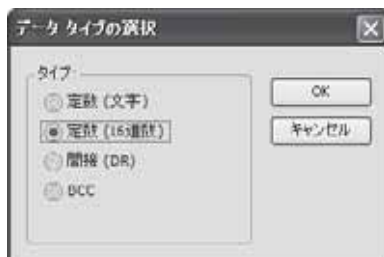 データ タイプの選択
タイプ
定数 (文字)
定数 (16進数)
間接 (DR)
BCC
OK
キャンセル